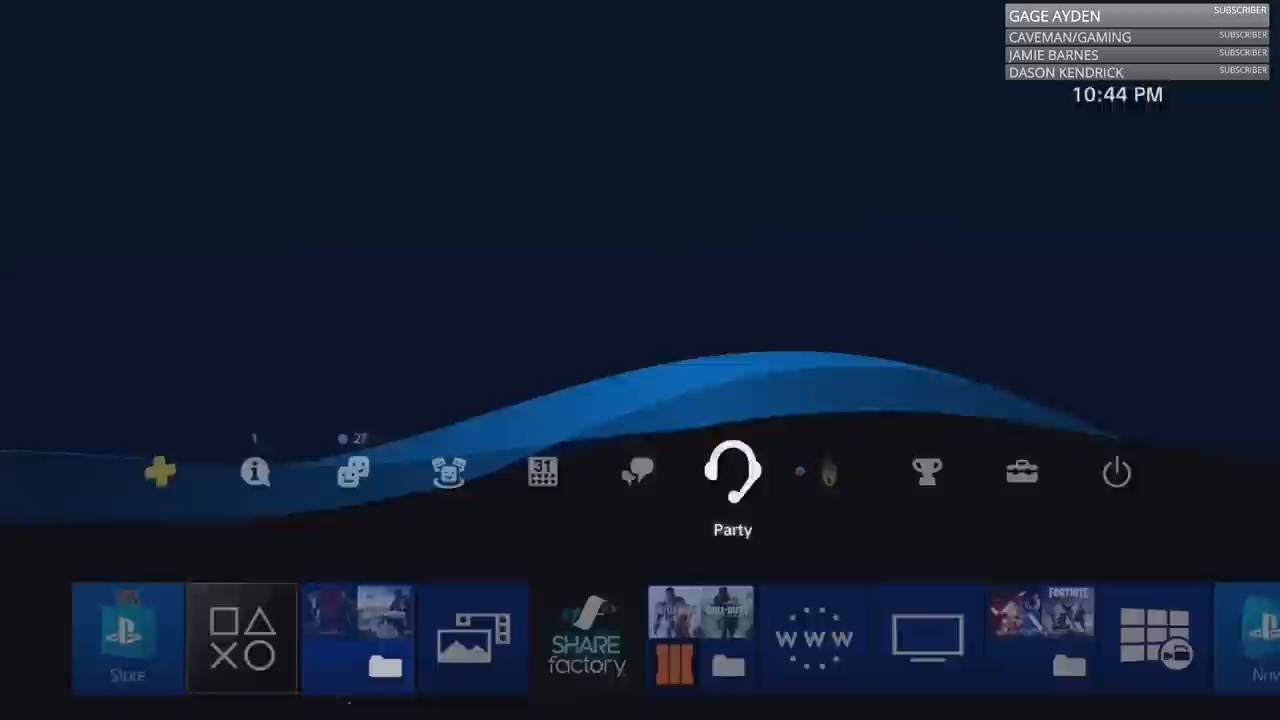 GAGE AYDEN SUBSCRIBER
CAVEMAN/GAMING SUBSCRIBER
JAMIE BARNES SUBSCRIBER
DASON KENDRICK SUBSCRIBER
10:44 PM
1
27
31
Party
Store
SHARE
factory
www
FORTNITE